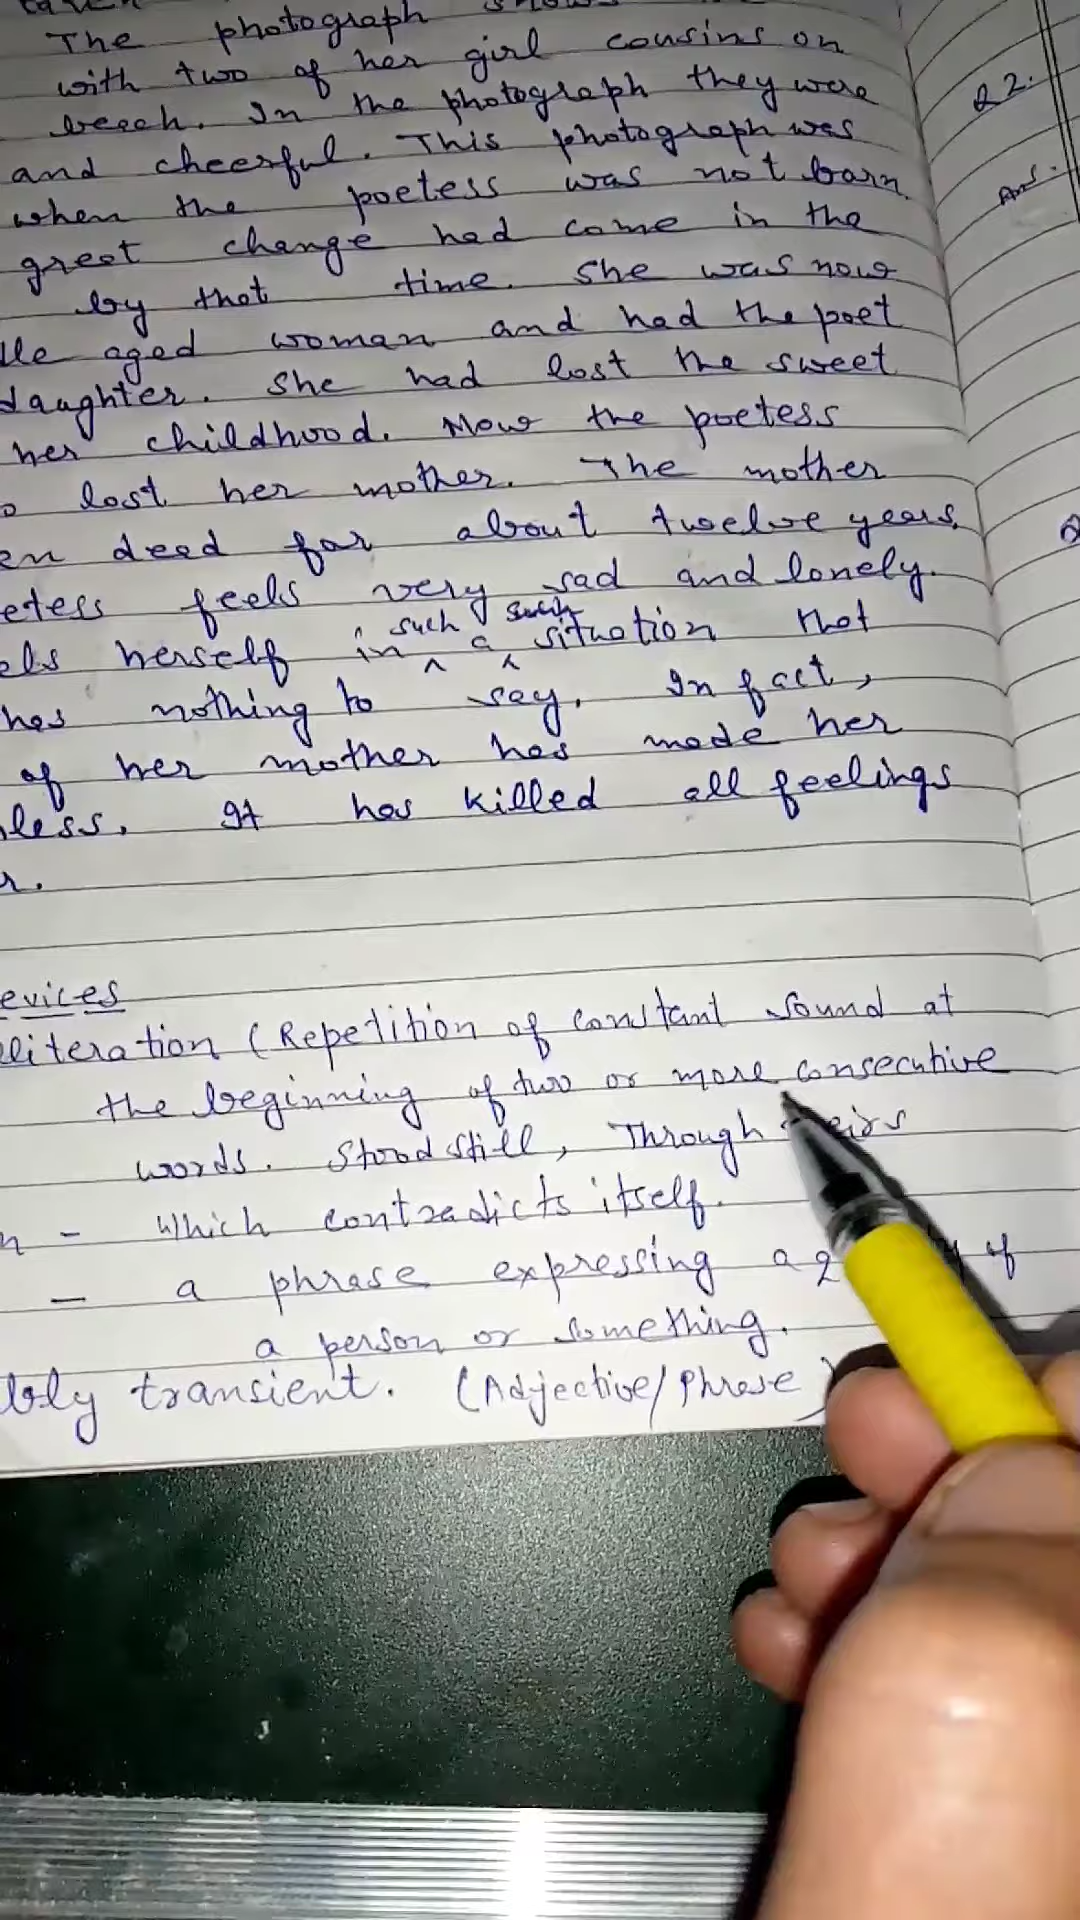 The photograph
with two of her girl cousins on
beach. In the photograph they were
and cheerful. This photograph was
when the poetess was not born.
great change had come in the
by that time. She was now
aged woman and had the poet
daughter. She had lost the sweet
her childhood. Now the poetess
lost her mother. The mother
dead for about twelve years.
feels very sad and lonely.
herself in such a such situation that
has nothing to say. In fact,
of her mother has made her
less. It has killed all feelings
r.
evices
literation (Repetition of constant sound at
the beginning of two or more consecutive
words. Stood still, Through
n - which contradicts itself.
- a phrase expressing a of
a person or something.
bly transient. (Adjective/Phrase)
Q2.
Ans.